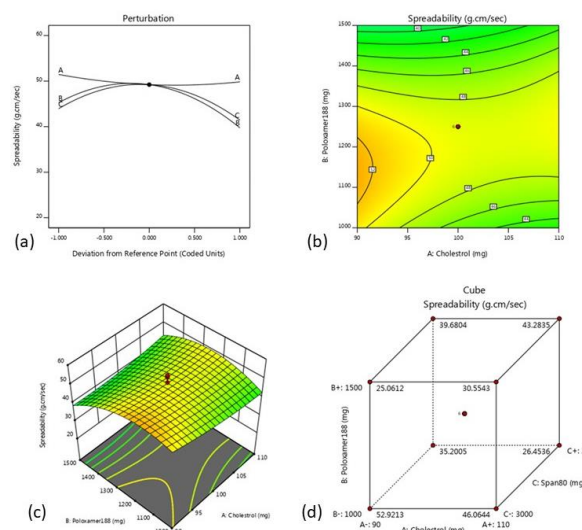 Perturbation
Spreadability (g.cm/sec)
60
50
40
30
20
A
B
C
A
C
B
-1.000
-0.500
0.000
0.500
1.000
Deviation from Reference Point (Coded Units)
(a)
Spreadability (g.cm/sec)
B: Poloxamer188 (mg)
1500
1400
1300
1200
1100
1000
90
95
100
105
110
A: Cholestrol (mg)
(b)
Spreadability (g.cm/sec)
60
50
40
30
20
1500
1400
1300
1200
1100
B: Poloxamer188 (mg)
110
105
100
95
A: Cholestrol (mg)
(c)
Cube
Spreadability (g.cm/sec)
39.6804
43.2835
B+: 1500
25.0612
30.5543
B: Poloxamer188 (mg)
35.2005
26.4536
C+:
C: Span80 (mg
B-: 1000
52.9213
46.0644
C-: 3000
A-: 90
A+: 110
A: Cholestrol (mg)
(d)